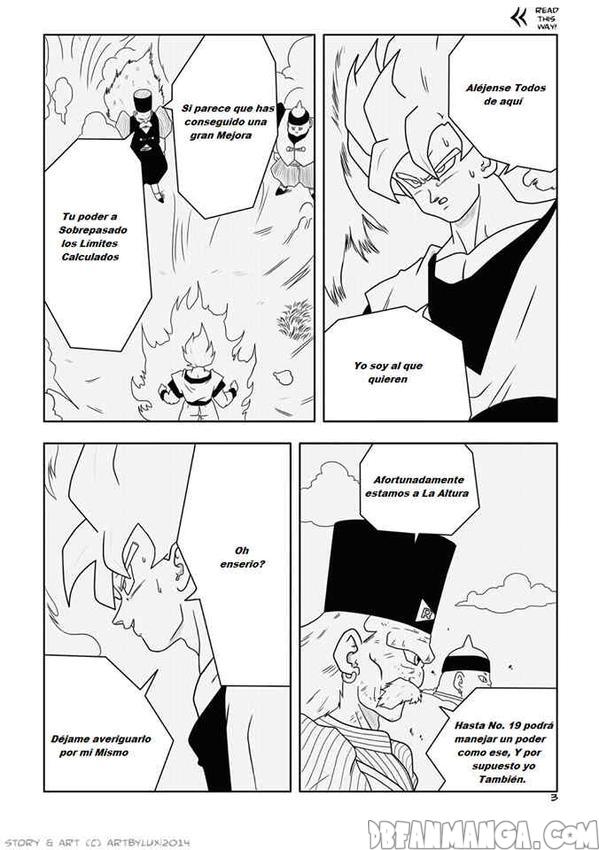 READ
THIS
WAY!
Aléjense Todos
de aquí
Yo soy al que
quieren
Si parece que has
conseguido una
gran Mejora
Tu poder a
Sobrepasado
los Límites
Calculados
Afortunadamente
estamos a La Altura
Hasta No. 19 podrá
manejar un poder
como ese, Y por
supuesto yo
También.
Oh
enserio?
Déjame averiguarlo
por mi Mismo
3
STORY & ART (C) ARTBYLUX!2014
DBFANMANGA.COM